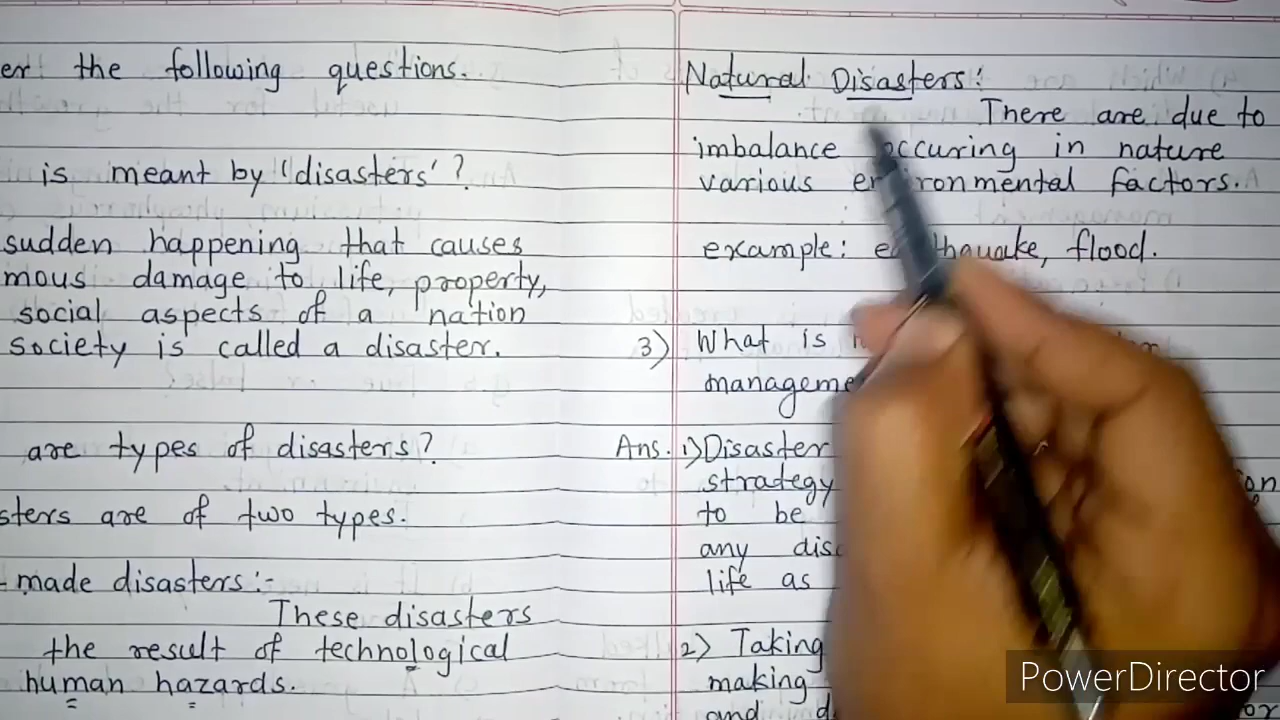 er the following questions.
is meant by 'disasters'?
sudden happening that causes
mous damage to life, property,
social aspects of a nation
society is called a disaster.
are types of disasters?
sters are of two types.
- made disasters :-
These disasters
the result of technological
human hazards.
Natural Disasters:
There are due to
imbalance occuring in nature
various environmental factors.
example: flood.
3) What is
manageme
Ans. 1) Disaster
strategy on
to be
any disc
life as
2) Taking
making
and d or
PowerDirector